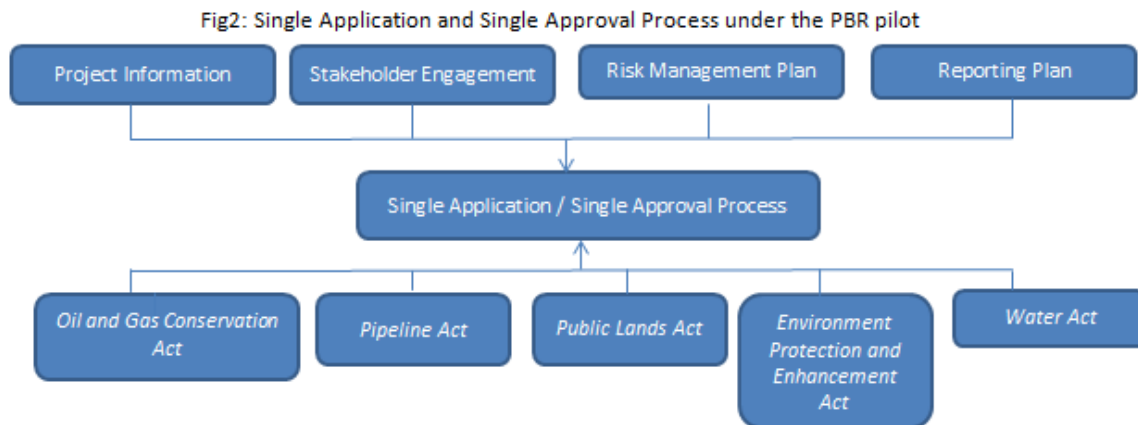 Fig2: Single Application and Single Approval Process under the PBR pilot
Project Information
Stakeholder Engagement
Risk Management Plan
Reporting Plan
Single Application / Single Approval Process
Oil and Gas Conservation
Act
Pipeline Act
Public Lands Act
Environment
Protection and
Enhancement
Act
Water Act